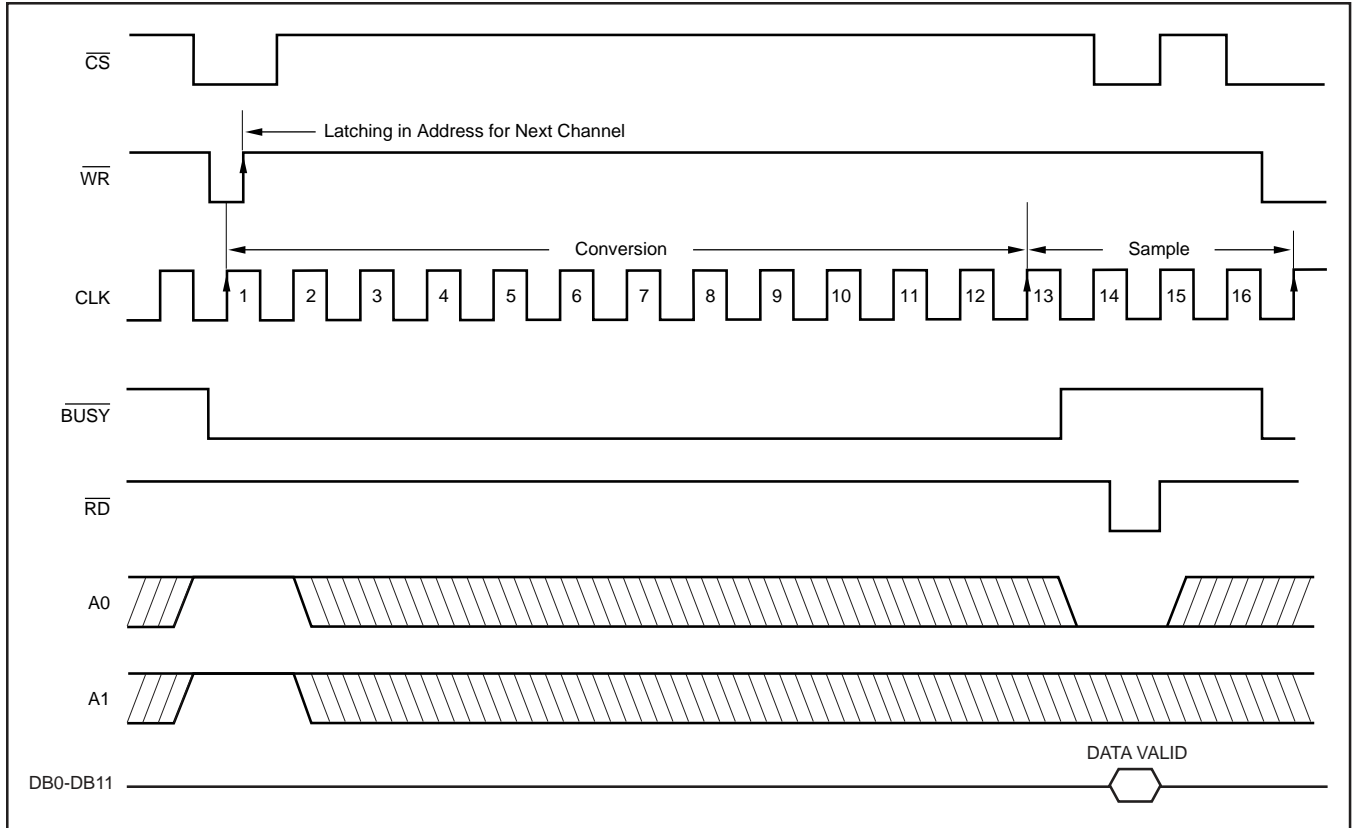 CS
Latching in Address for Next Channel
WR
Conversion
Sample
CLK
1 2 3 4 5 6 7 8 9 10 11 12 13 14 15 16
BUSY
RD
A0
A1
DATA VALID
DB0-DB11